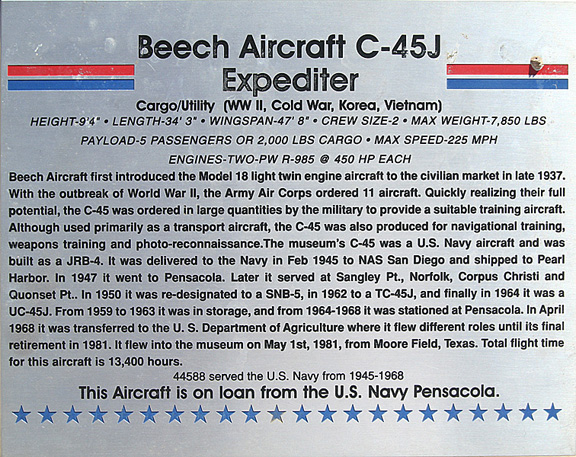 Beech Aircraft C-45J
Expediter
Cargo/Utility (WW II, Cold War, Korea, Vietnam)
HEIGHT-9'4" • LENGTH-34' 3" • WINGSPAN-47' 8" • CREW SIZE-2 • MAX WEIGHT-7,850 LBS
PAYLOAD-5 PASSENGERS OR 2,000 LBS CARGO • MAX SPEED-225 MPH
ENGINES-TWO-PW R-985 @ 450 HP EACH
Beech Aircraft first introduced the Model 18 light twin engine aircraft to the civilian market in late 1937.
With the outbreak of World War II, the Army Air Corps ordered 11 aircraft. Quickly realizing their full
potential, the C-45 was ordered in large quantities by the military to provide a suitable training aircraft.
Although used primarily as a transport aircraft, the C-45 was also produced for navigational training,
weapons training and photo-reconnaissance.The museum's C-45 was a U.S. Navy aircraft and was
built as a JRB-4. It was delivered to the Navy in Feb 1945 to NAS San Diego and shipped to Pearl
Harbor. In 1947 it went to Pensacola. Later it served at Sangley Pt., Norfolk, Corpus Christi and
Quonset Pt.. In 1950 it was re-designated to a SNB-5, in 1962 to a TC-45J, and finally in 1964 it was a
UC-45J. From 1959 to 1963 it was in storage, and from 1964-1968 it was stationed at Pensacola. In April
1968 it was transferred to the U. S. Department of Agriculture where it flew different roles until its final
retirement in 1981. It flew into the museum on May 1st, 1981, from Moore Field, Texas. Total flight time
for this aircraft is 13,400 hours.
44588 served the U.S. Navy from 1945-1968
This Aircraft is on loan from the U.S. Navy Pensacola.